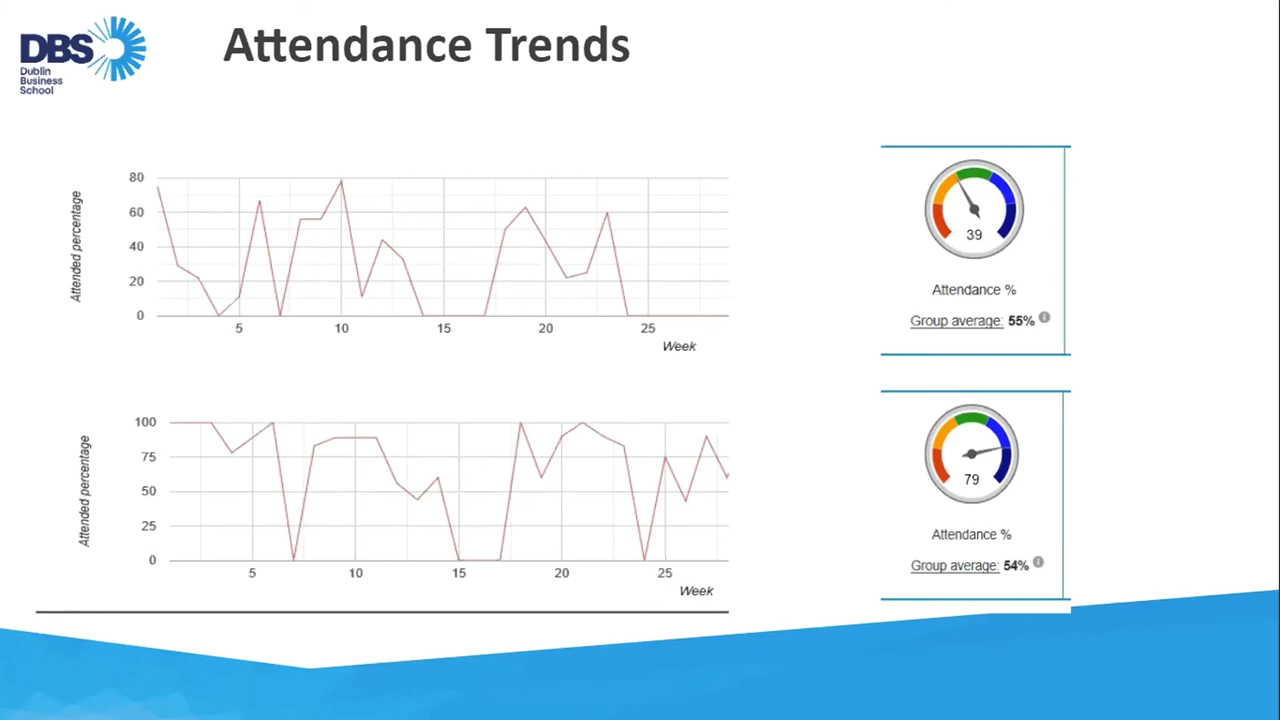 DBS
Dublin
Business
School
Attendance Trends
Attended percentage
80
60
40
20
0
5 10 15 20 25
Week
39
Attendance %
Group average: 55% i
Attended percentage
100
75
50
25
0
5 10 15 20 25
Week
79
Attendance %
Group average: 54% i